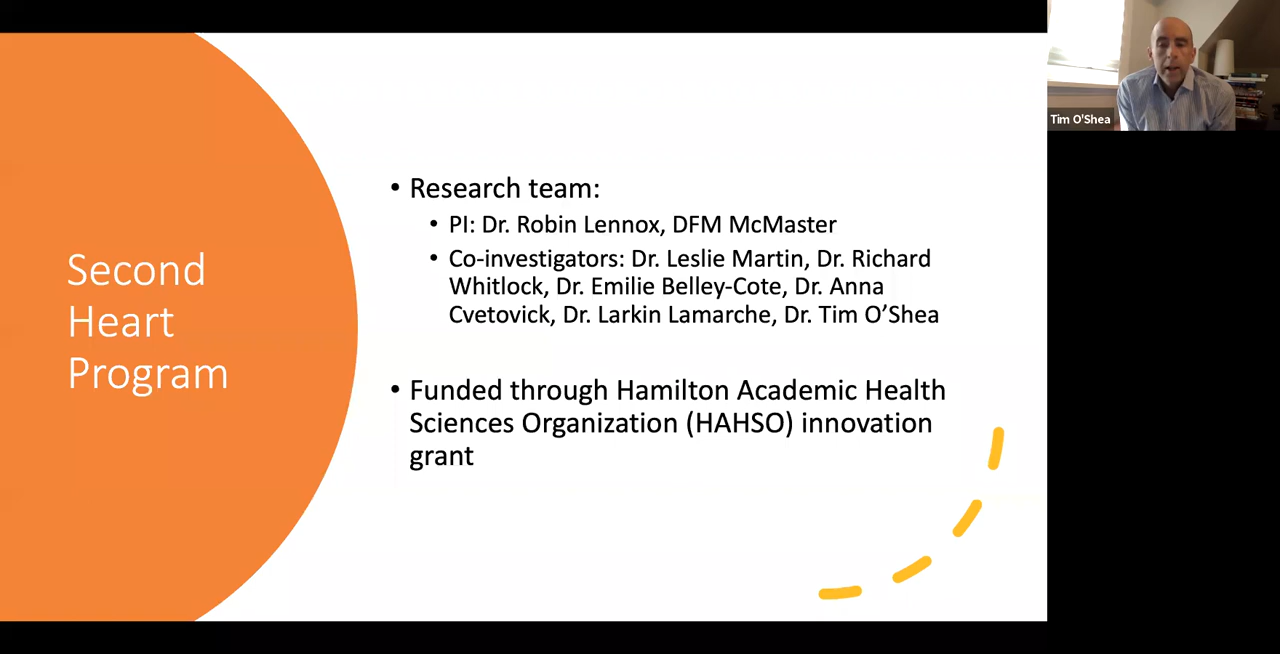 Second
Heart
Program
• Research team:
• PI: Dr. Robin Lennox, DFM McMaster
• Co-investigators: Dr. Leslie Martin, Dr. Richard
Whitlock, Dr. Emilie Belley-Cote, Dr. Anna
Cvetovick, Dr. Larkin Lamarche, Dr. Tim O’Shea
• Funded through Hamilton Academic Health
Sciences Organization (HAHSO) innovation
grant
Tim O'Shea